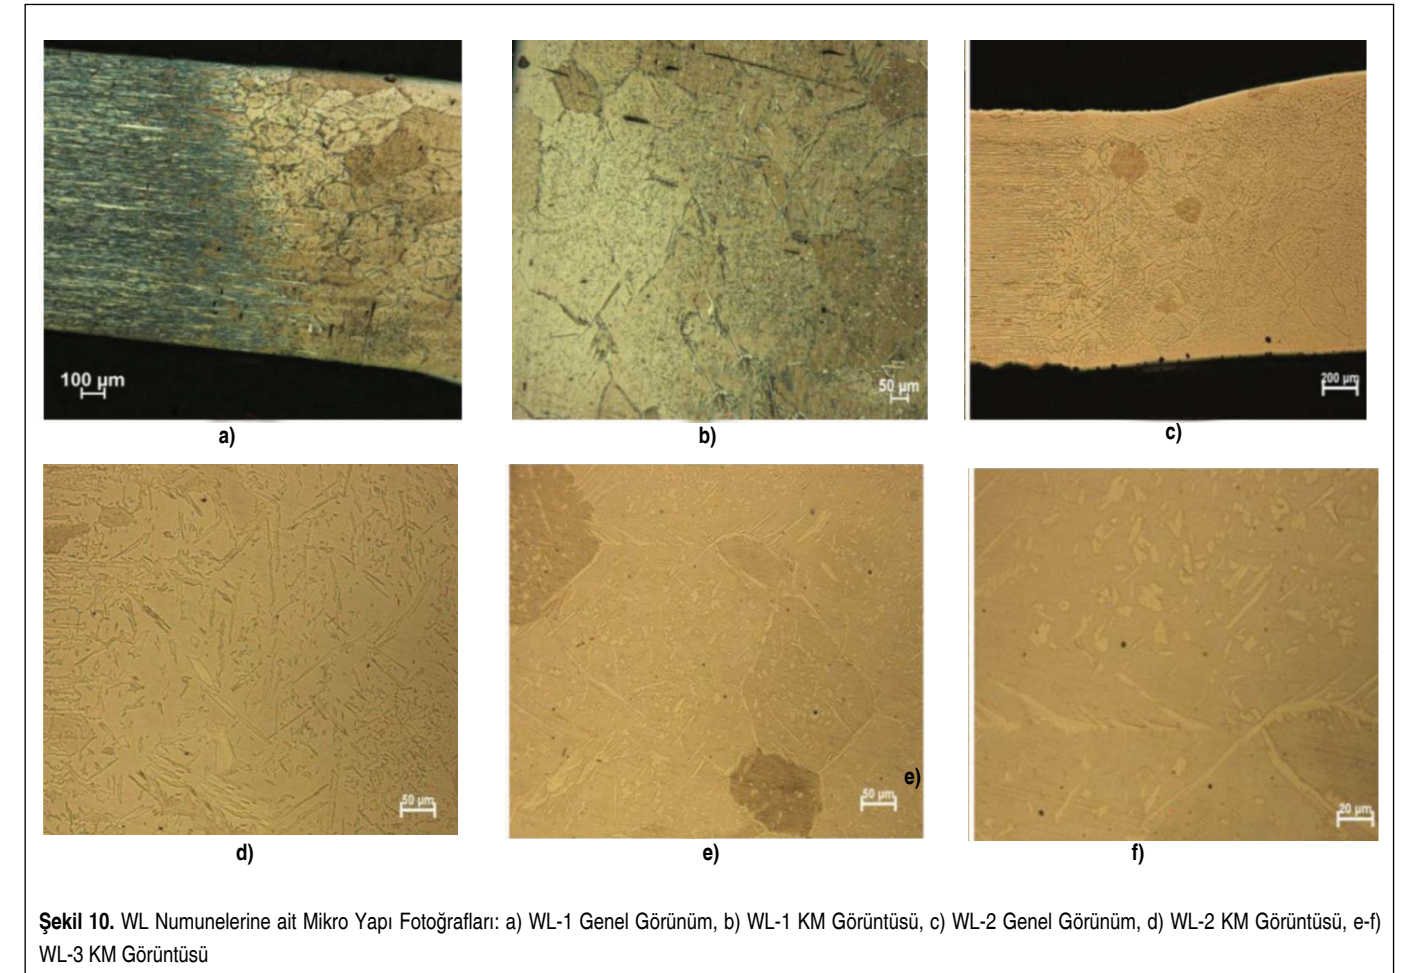 100 µm
50 µm
200 µm
a)
b)
c)
50 µm
e)
50 µm
20 µm
d)
e)
f)
Şekil 10. WL Numunelerine ait Mikro Yapı Fotoğrafları: a) WL-1 Genel Görünüm, b) WL-1 KM Görüntüsü, c) WL-2 Genel Görünüm, d) WL-2 KM Görüntüsü, e-f)
WL-3 KM Görüntüsü